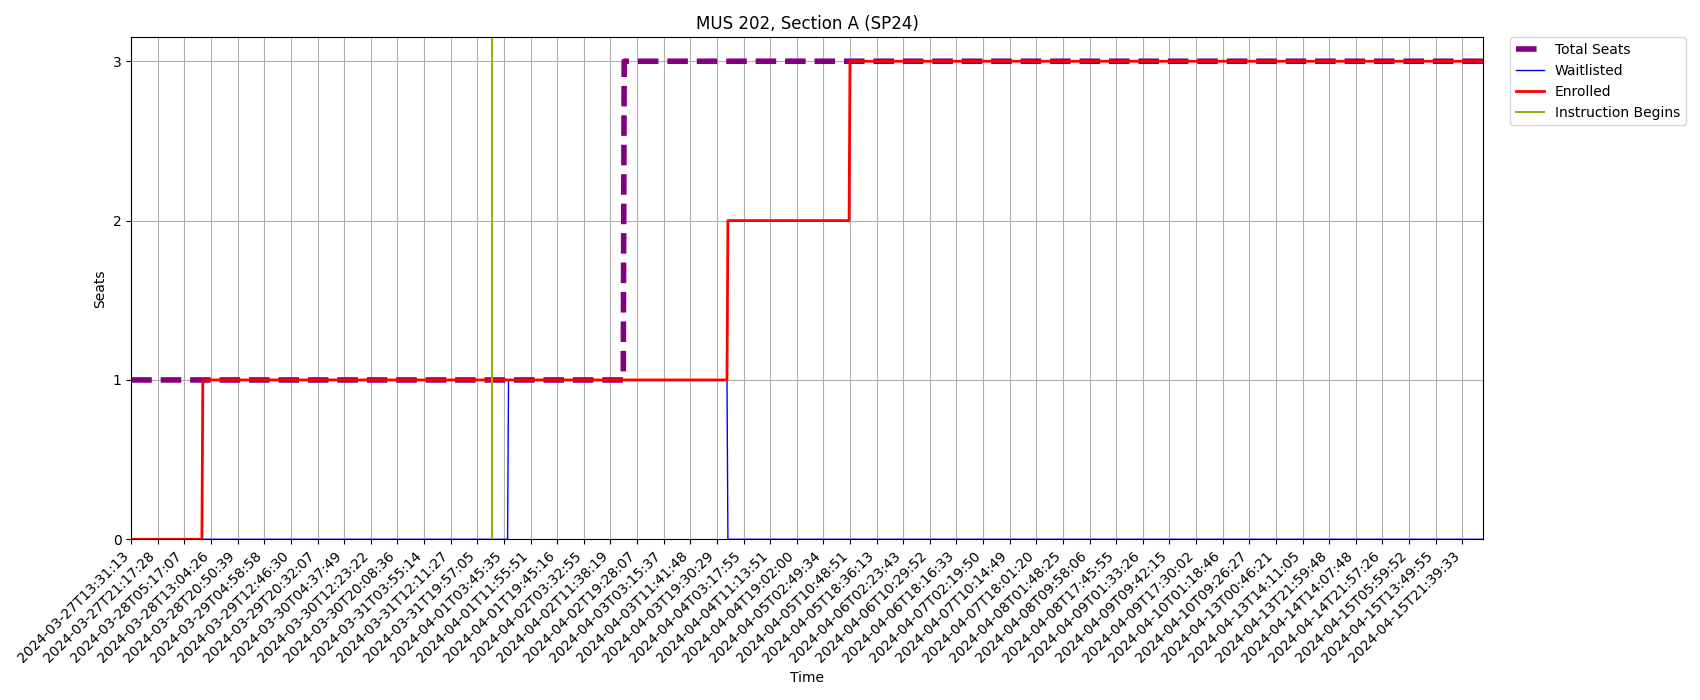 MUS 202, Section A (SP24)
Total Seats
Waitlisted
Enrolled
Instruction Begins
Seats
3
2
1
0
2024-03-27T13:31:13
2024-03-27T21:17:28
2024-03-28T05:17:07
2024-03-28T13:04:26
2024-03-28T20:50:39
2024-03-29T04:58:58
2024-03-29T12:46:30
2024-03-29T20:32:07
2024-03-30T04:37:49
2024-03-30T12:23:22
2024-03-30T20:08:36
2024-03-31T03:55:14
2024-03-31T12:11:27
2024-03-31T19:57:05
2024-04-01T03:45:35
2024-04-01T11:55:51
2024-04-01T19:45:16
2024-04-02T03:32:55
2024-04-02T11:38:19
2024-04-02T19:28:07
2024-04-03T03:15:37
2024-04-03T11:41:48
2024-04-03T19:30:29
2024-04-04T03:17:55
2024-04-04T11:13:51
2024-04-04T19:02:00
2024-04-05T02:49:34
2024-04-05T10:48:51
2024-04-05T18:36:13
2024-04-06T02:23:43
2024-04-06T10:29:52
2024-04-06T18:16:33
2024-04-07T02:19:50
2024-04-07T10:14:49
2024-04-07T18:01:20
2024-04-08T01:48:25
2024-04-08T09:58:06
2024-04-08T17:45:55
2024-04-09T01:33:26
2024-04-09T09:42:15
2024-04-09T17:30:02
2024-04-10T01:18:46
2024-04-10T09:26:27
2024-04-13T00:46:21
2024-04-13T14:11:05
2024-04-13T21:59:48
2024-04-14T14:07:48
2024-04-14T21:57:26
2024-04-15T05:59:52
2024-04-15T13:49:55
2024-04-15T21:39:33
Time